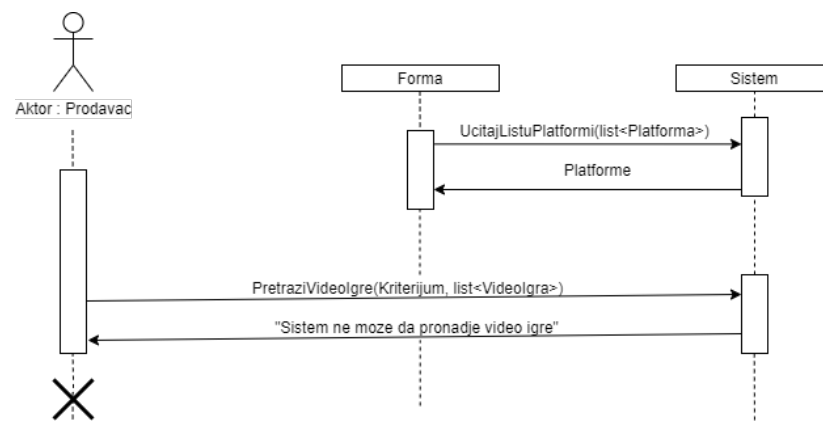 Forma
Sistem
Aktor : Prodavac
UcitajListuPlatformi(list<Platforma>)
Platforme
PretraziVideoIgre(Kriterijum, list<VideoIgra>)
"Sistem ne moze da pronadje video igre"